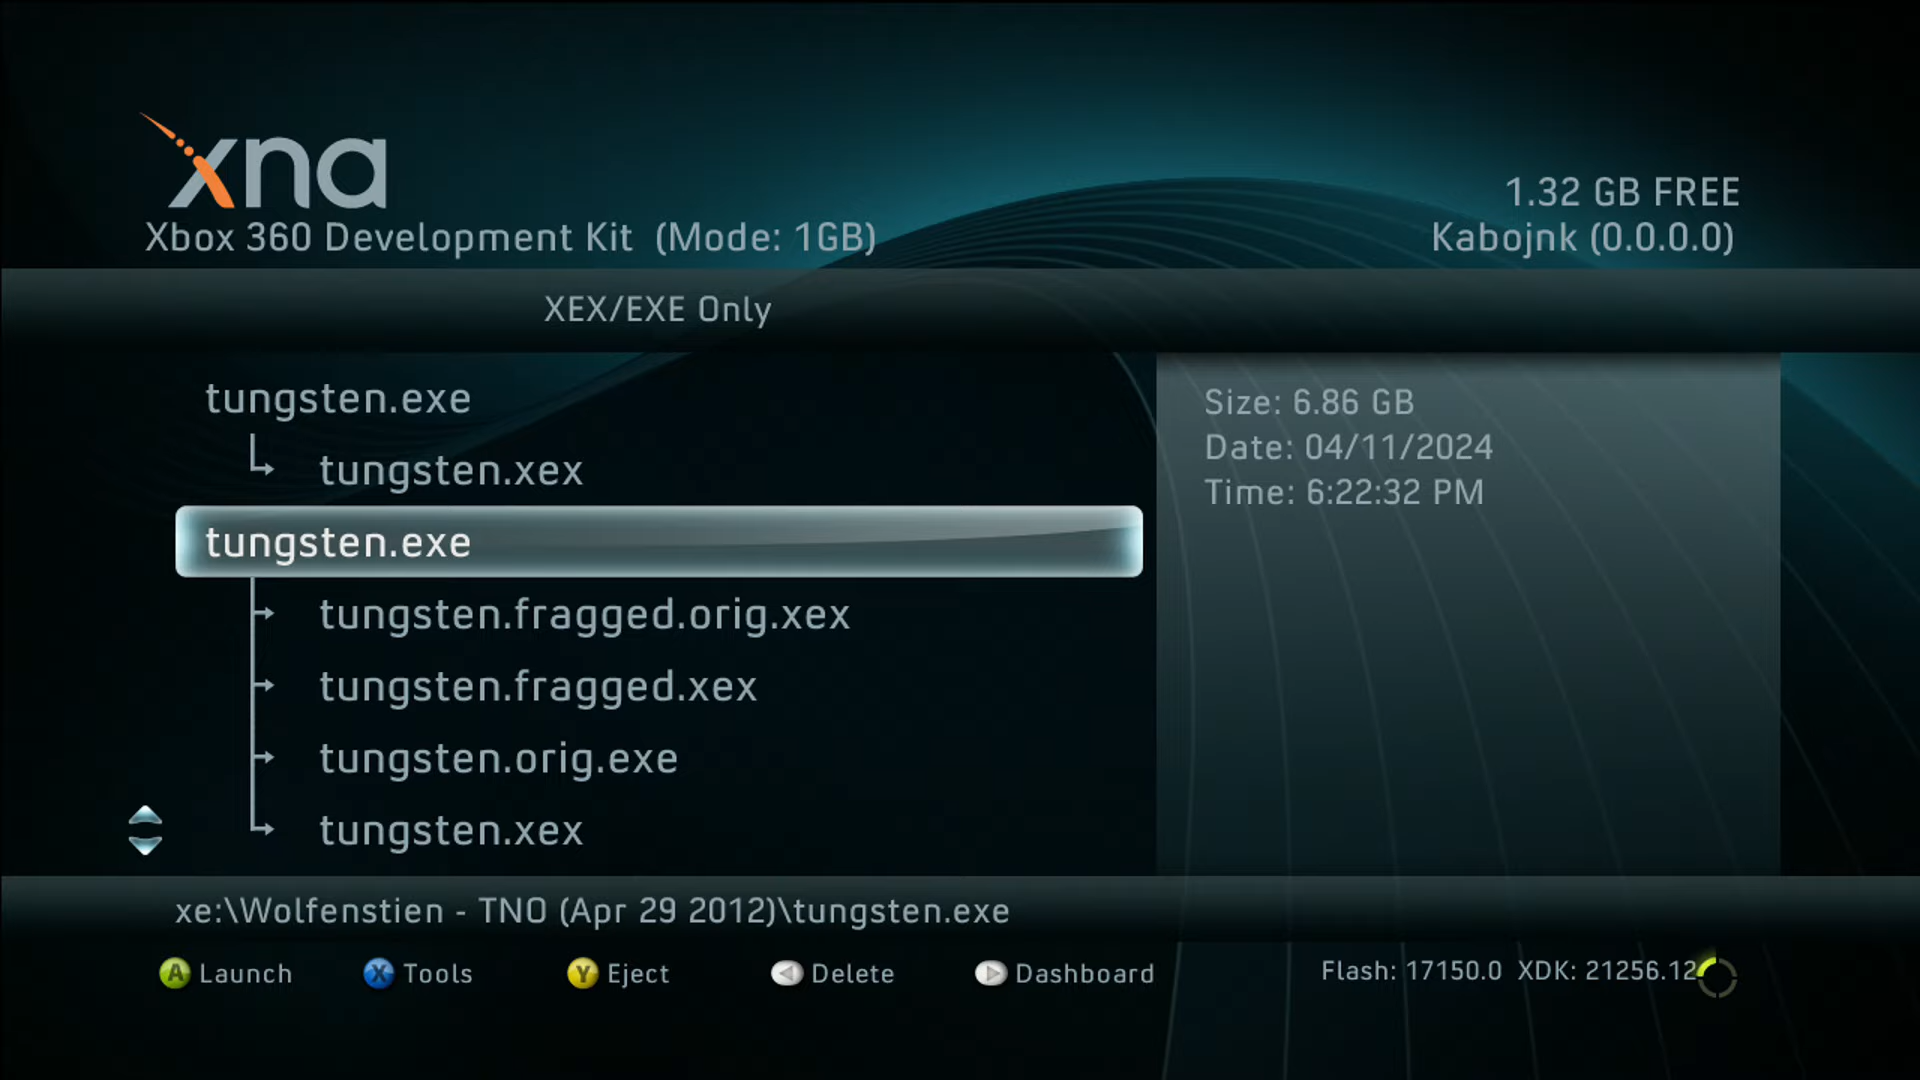 xna
Xbox 360 Development Kit (Mode: 1GB)
1.32 GB FREE
Kabojnk (0.0.0.0)
XEX/EXE Only
tungsten.exe
tungsten.xex
tungsten.exe
tungsten.fragged.orig.xex
tungsten.fragged.xex
tungsten.orig.exe
tungsten.xex
Size: 6.86 GB
Date: 04/11/2024
Time: 6:22:32 PM
xe:\Wolfenstien - TNO (Apr 29 2012)\tungsten.exe
A Launch X Tools Y Eject Delete Dashboard Flash: 17150.0 XDK: 21256.12